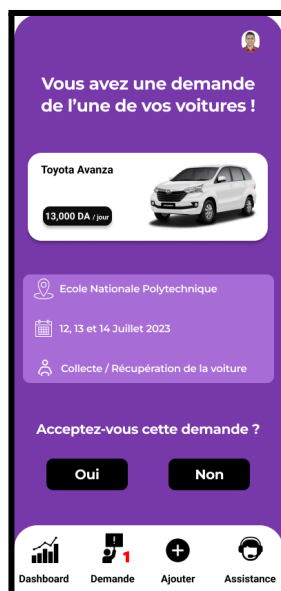 Vous avez une demande
de l'une de vos voitures !
Toyota Avanza
13,000 DA / jour
Ecole Nationale Polytechnique
12, 13 et 14 Juillet 2023
Collecte / Récupération de la voiture
Acceptez-vous cette demande ?
Oui Non
1
Dashboard Demande Ajouter Assistance